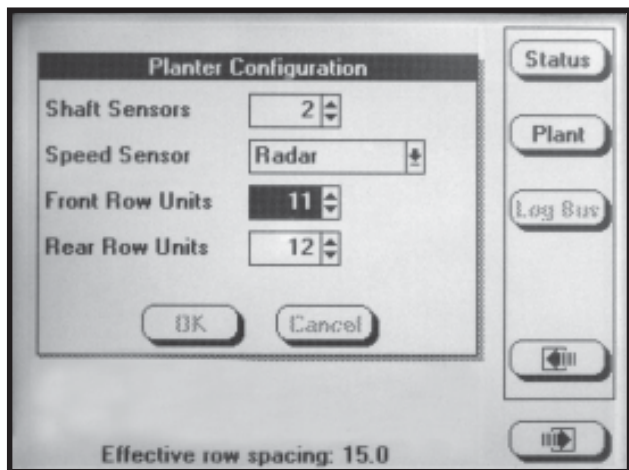 Planter Configuration
Shaft Sensors 2
Speed Sensor Radar
Front Row Units 11
Rear Row Units 12
OK Cancel
Effective row spacing: 15.0
Status
Plant
Log Bus